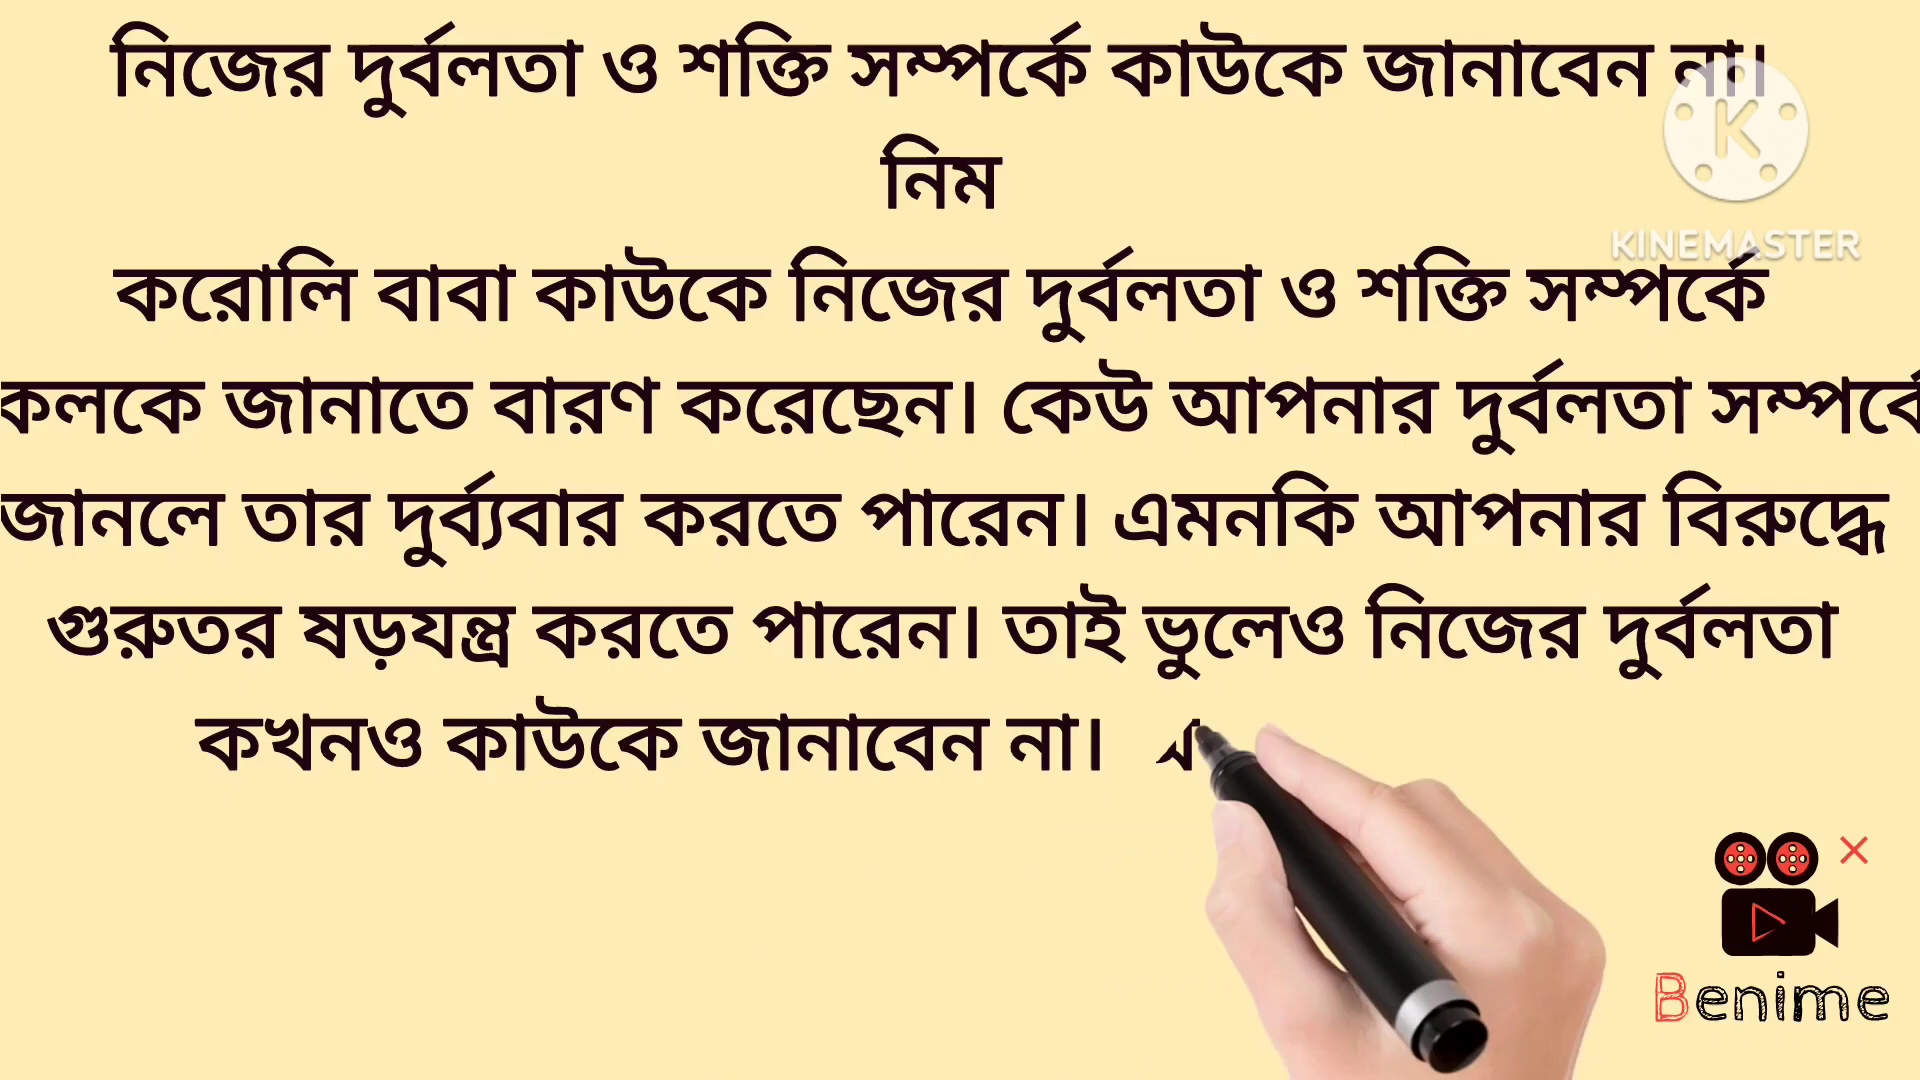 নিজের দুর্বলতা ও শক্তি সম্পর্কে কাউকে জানাবেন না।
নিম
করোলি বাবা কাউকে নিজের দুর্বলতা ও শক্তি সম্পর্কে
কলকে জানাতে বারণ করেছেন। কেউ আপনার দুর্বলতা সম্পর্কে
জানলে তার দুর্ব্যবার করতে পারেন। এমনকি আপনার বিরুদ্ধে
গুরুতর ষড়যন্ত্র করতে পারেন। তাই ভুলেও নিজের দুর্বলতা
কখনও কাউকে জানাবেন না।
K
KINEMASTER
Benime